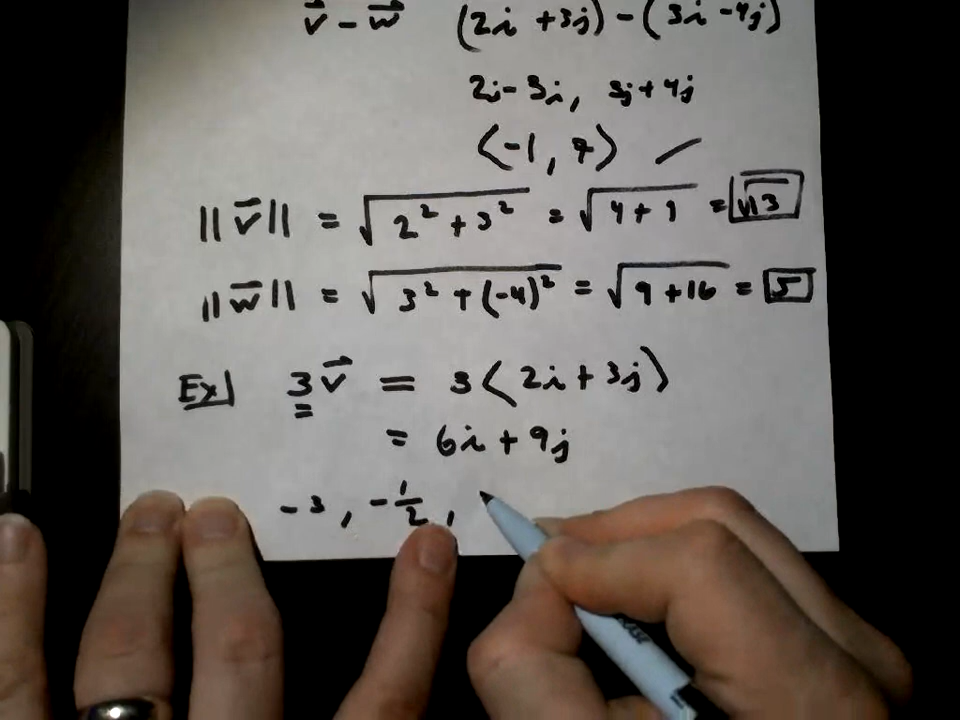 v⃗ - w⃗ (2i + 3j) - (3i - 4j)
2i - 3i, 3j + 4j
⟨-1, 7⟩ ✓
||v⃗|| = √(2² + 3²) = √(4 + 9) = √13
||w⃗|| = √(3² + (-4)²) = √(9 + 16) = 5
Ex| 3v⃗ = 3⟨2i + 3j⟩
= 6i + 9j
-3, -1/2,